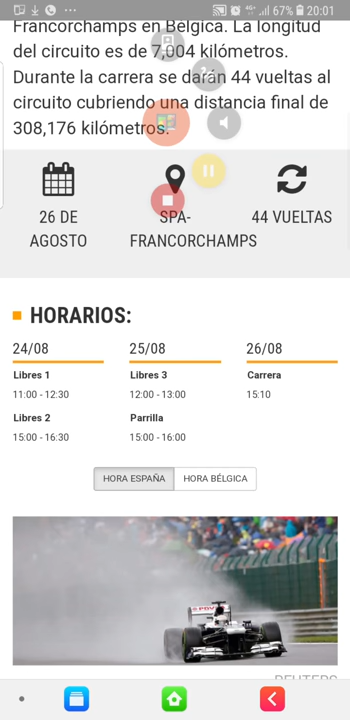 67% 20:01
Francorchamps en Bélgica. La longitud
del circuito es de 7,004 kilómetros.
Durante la carrera se darán 44 vueltas al
circuito cubriendo una distancia final de
308,176 kilómetros.
26 DE
AGOSTO
SPA-
FRANCORCHAMPS
44 VUELTAS
HORARIOS:
24/08
Libres 1
11:00 - 12:30
Libres 2
15:00 - 16:30
25/08
Libres 3
12:00 - 13:00
Parrilla
15:00 - 16:00
26/08
Carrera
15:10
HORA ESPAÑA HORA BÉLGICA
REUTERS